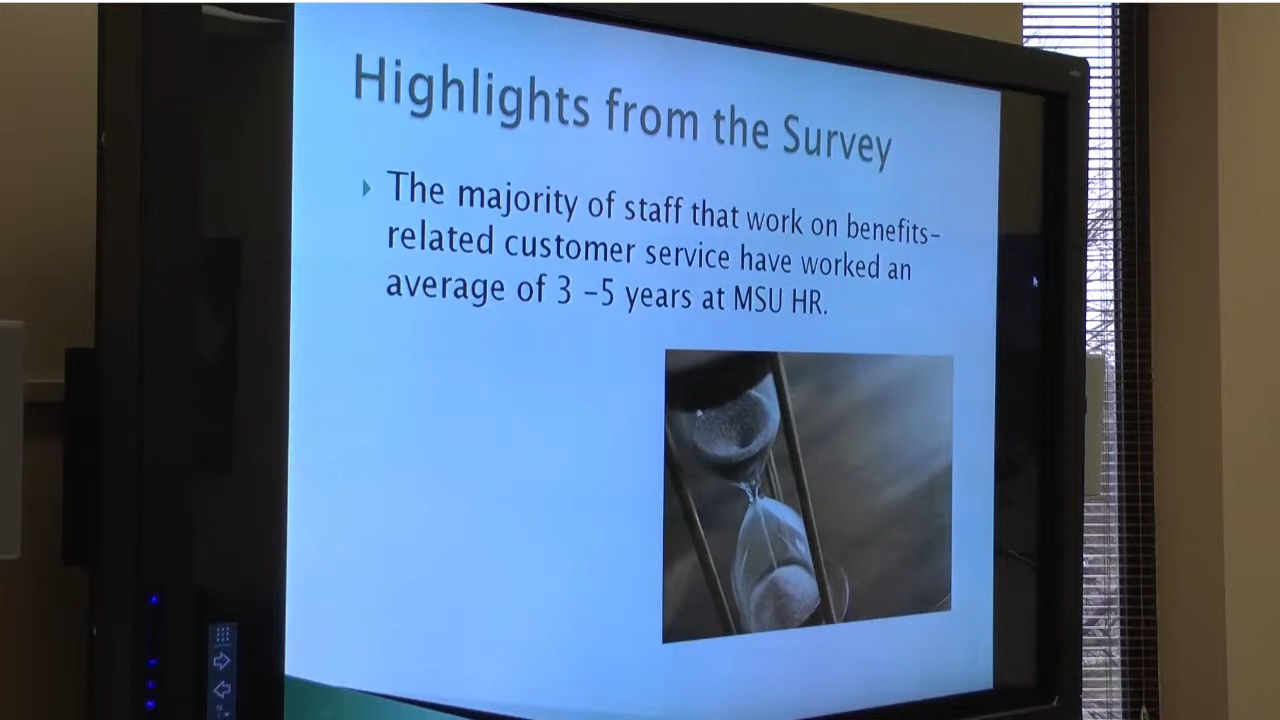 Highlights from the Survey
The majority of staff that work on benefits-
related customer service have worked an
average of 3 -5 years at MSU HR.